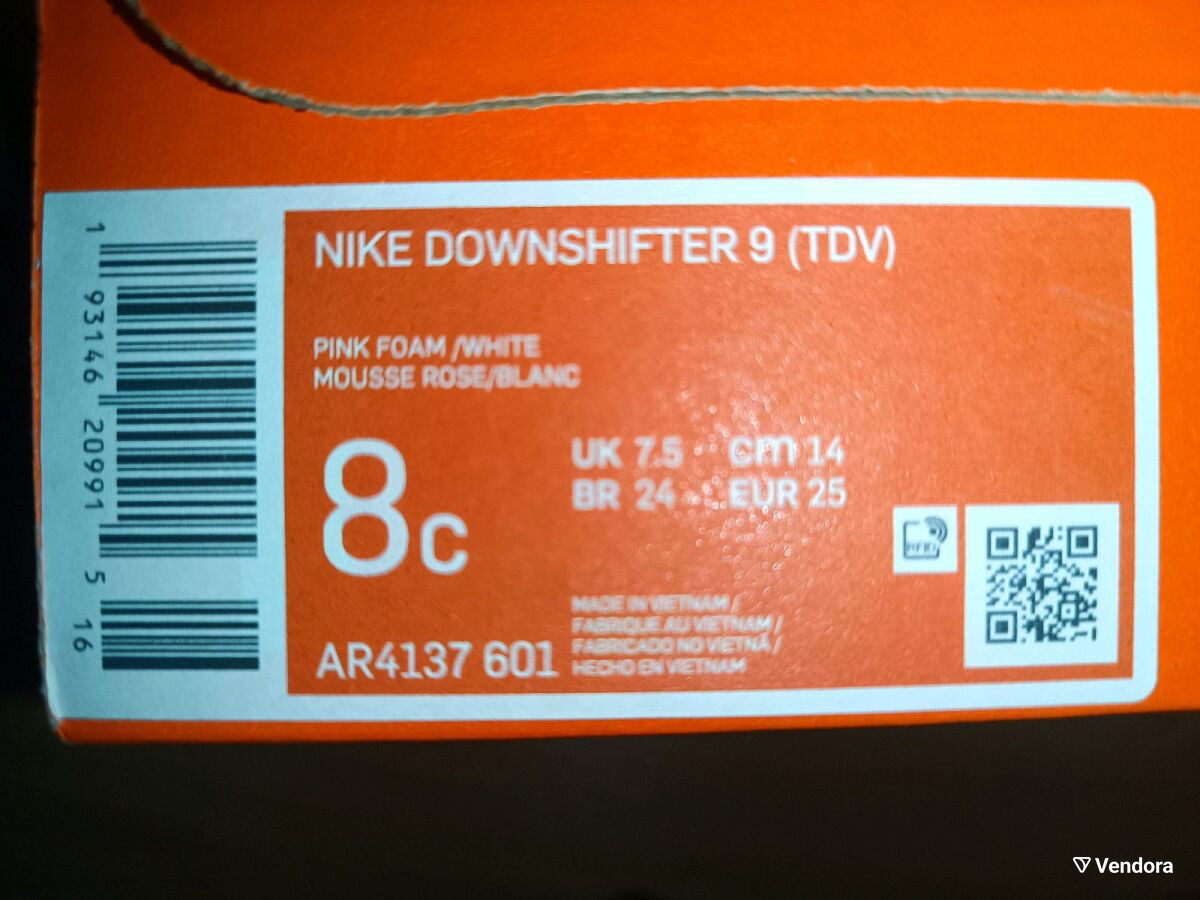 NIKE DOWNSHIFTER 9 (TDV)
PINK FOAM /WHITE
MOUSSE ROSE/BLANC
8C
UK 7.5 cm 14
BR 24 EUR 25
MADE IN VIETNAM /
FABRIQUE AU VIETNAM /
FABRICADO NO VIETNÃ /
HECHO EN VIETNAM
AR4137 601
RFID
1 93146 20991 5
16
Vendora